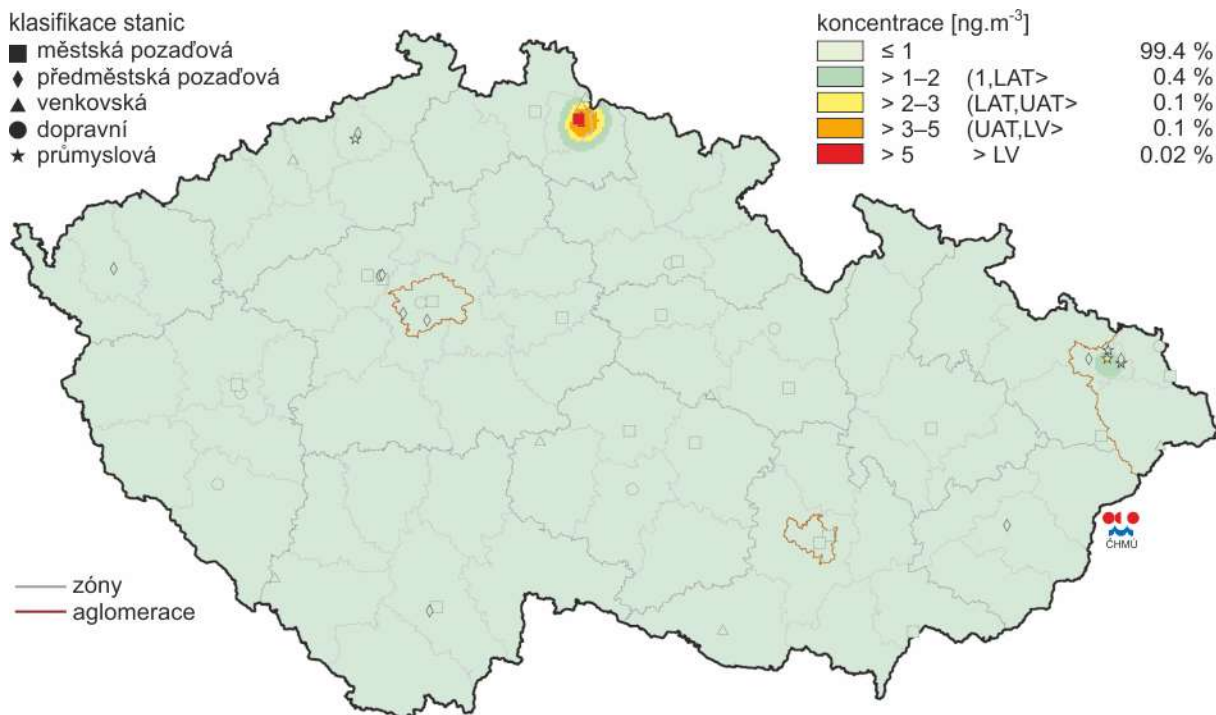 klasifikace stanic
městská pozaďová
předměstská pozaďová
venkovská
dopravní
průmyslová
koncentrace [ng.m⁻³]
≤ 1 99.4 %
> 1–2 (1,LAT> 0.4 %
> 2–3 (LAT,UAT> 0.1 %
> 3–5 (UAT,LV> 0.1 %
> 5 > LV 0.02 %
ČHMÚ
zóny
aglomerace